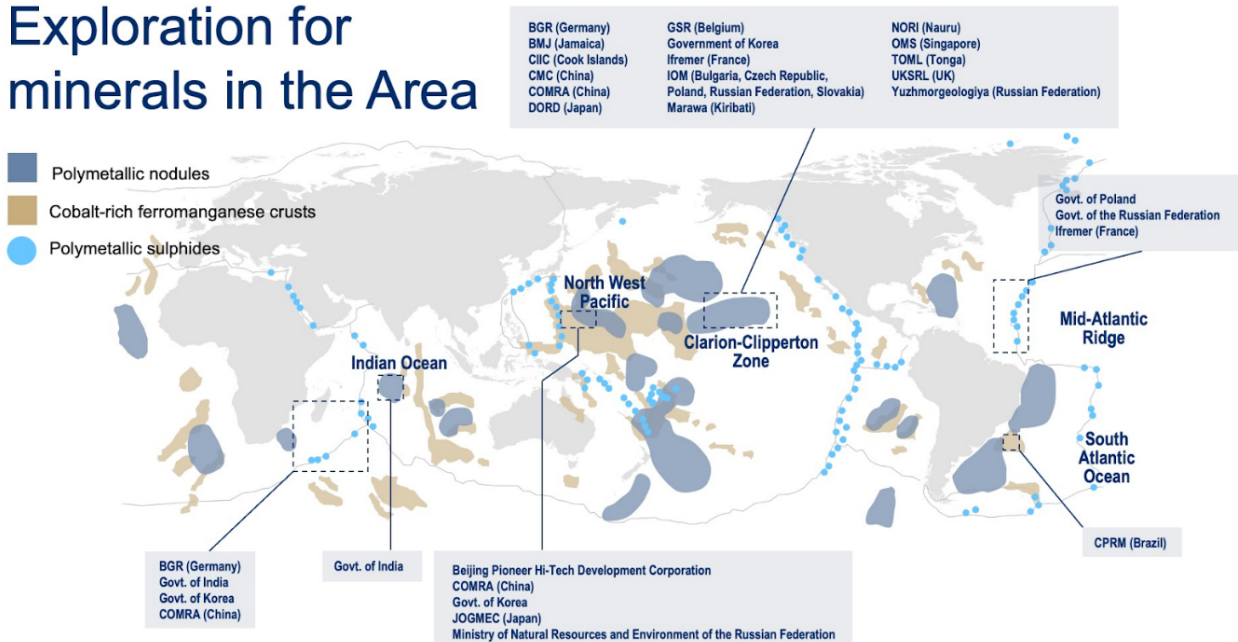 Exploration for
minerals in the Area
Polymetallic nodules
Cobalt-rich ferromanganese crusts
Polymetallic sulphides
BGR (Germany)
BMJ (Jamaica)
CIIC (Cook Islands)
CMC (China)
COMRA (China)
DORD (Japan)
GSR (Belgium)
Government of Korea
Ifremer (France)
IOM (Bulgaria, Czech Republic,
Poland, Russian Federation, Slovakia)
Marawa (Kiribati)
NORI (Nauru)
OMS (Singapore)
TOML (Tonga)
UKSRL (UK)
Yuzhmorgeologiya (Russian Federation)
Govt. of Poland
Govt. of the Russian Federation
Ifremer (France)
North West
Pacific
Clarion-Clipperton
Zone
Mid-Atlantic
Ridge
Indian Ocean
South
Atlantic
Ocean
BGR (Germany)
Govt. of India
Govt. of Korea
COMRA (China)
Govt. of India
Beijing Pioneer Hi-Tech Development Corporation
COMRA (China)
Govt. of Korea
JOGMEC (Japan)
Ministry of Natural Resources and Environment of the Russian Federation
CPRM (Brazil)